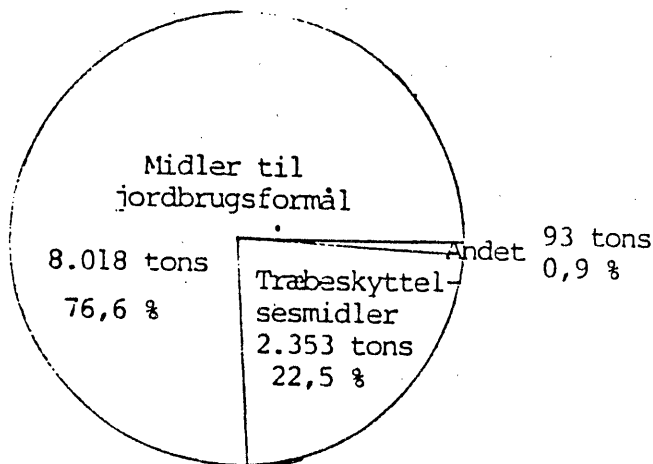 Midler til
jordbrugsformål
8.018 tons
76,6 %
Andet
93 tons
0,9 %
Træbeskyttel-
sesmidler
2.353 tons
22,5 %